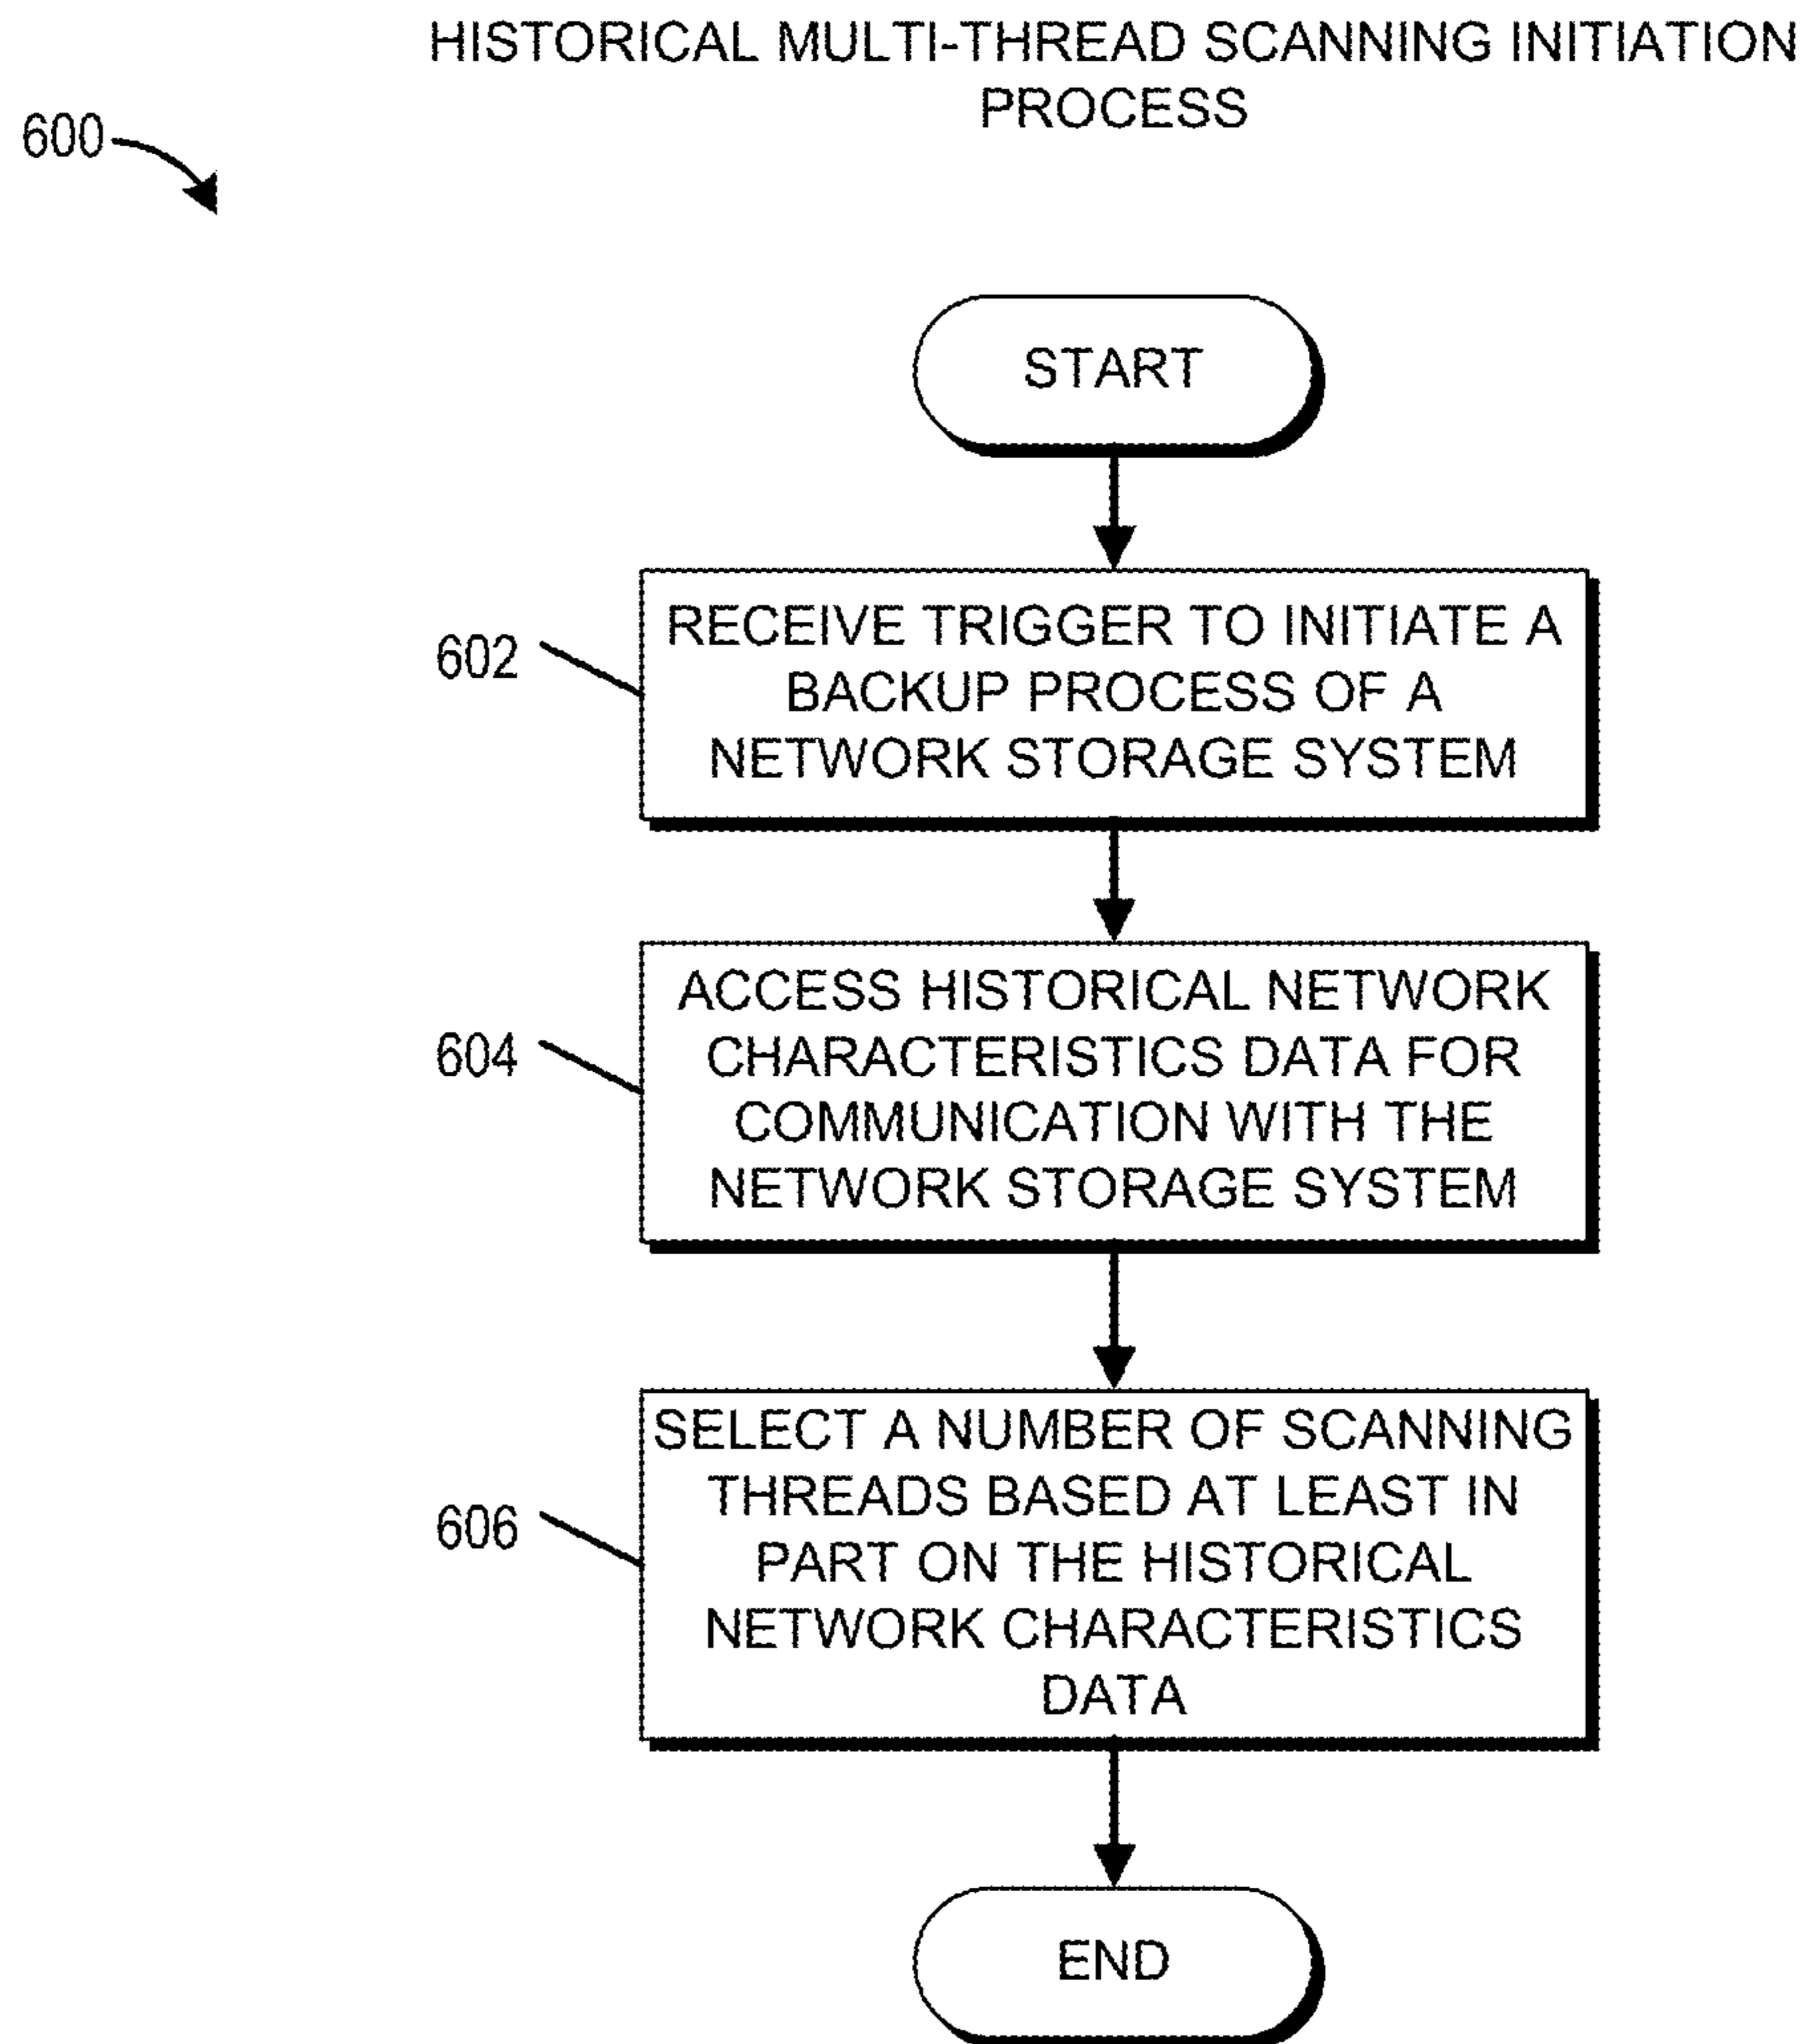 HISTORICAL MULTI-THREAD SCANNING INITIATION
PROCESS
600
START
602
RECEIVE TRIGGER TO INITIATE A
BACKUP PROCESS OF A
NETWORK STORAGE SYSTEM
604
ACCESS HISTORICAL NETWORK
CHARACTERISTICS DATA FOR
COMMUNICATION WITH THE
NETWORK STORAGE SYSTEM
606
SELECT A NUMBER OF SCANNING
THREADS BASED AT LEAST IN
PART ON THE HISTORICAL
NETWORK CHARACTERISTICS
DATA
END